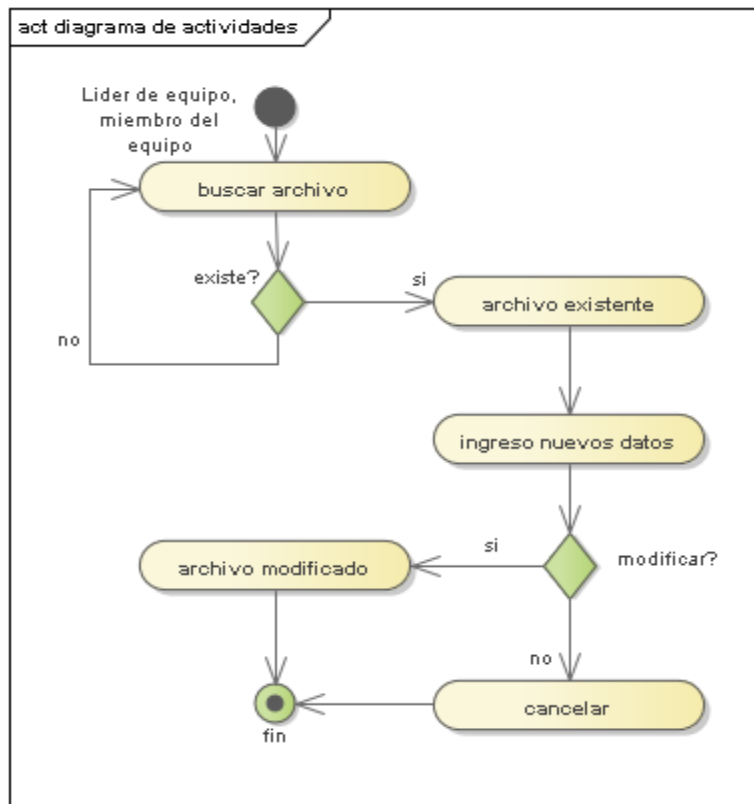 act diagrama de actividades
Lider de equipo,
miembro del
equipo
buscar archivo
existe?
si
archivo existente
no
ingreso nuevos datos
si
modificar?
archivo modificado
no
cancelar
fin